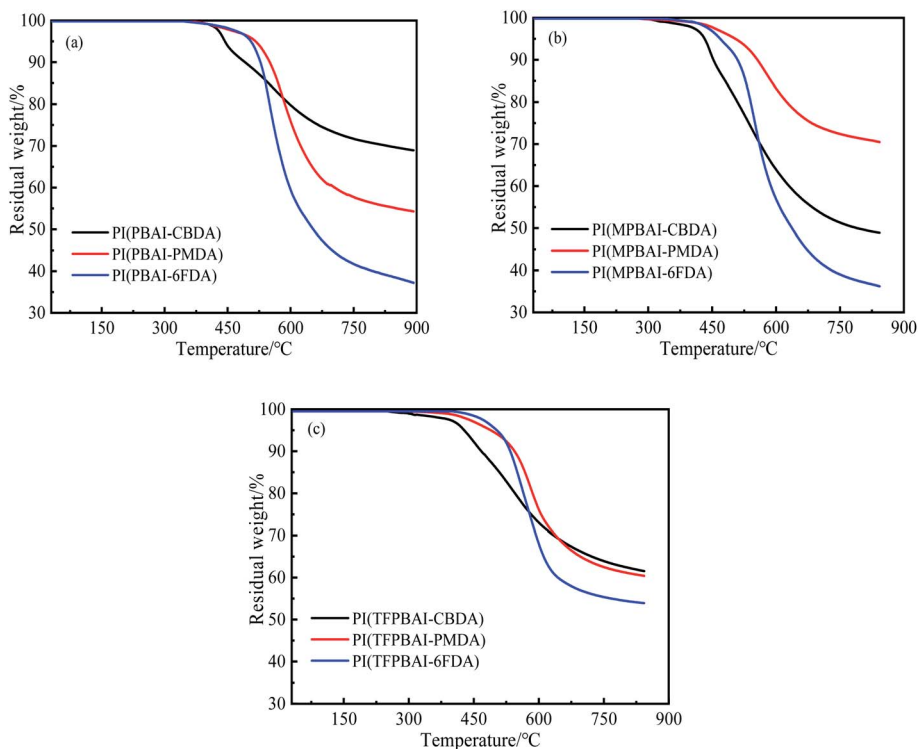 (a)
100
90
80
70
60
50
40
30
Residual weight/%
PI(PBAI-CBDA)
PI(PBAI-PMDA)
PI(PBAI-6FDA)
150 300 450 600 750 900
Temperature/℃
(b)
100
90
80
70
60
50
40
30
Residual weight/%
PI(MPBAI-CBDA)
PI(MPBAI-PMDA)
PI(MPBAI-6FDA)
150 300 450 600 750 900
Temperature/℃
(c)
100
90
80
70
60
50
40
30
Residual weight/%
PI(TFPBAI-CBDA)
PI(TFPBAI-PMDA)
PI(TFPBAI-6FDA)
150 300 450 600 750 900
Temperature/℃